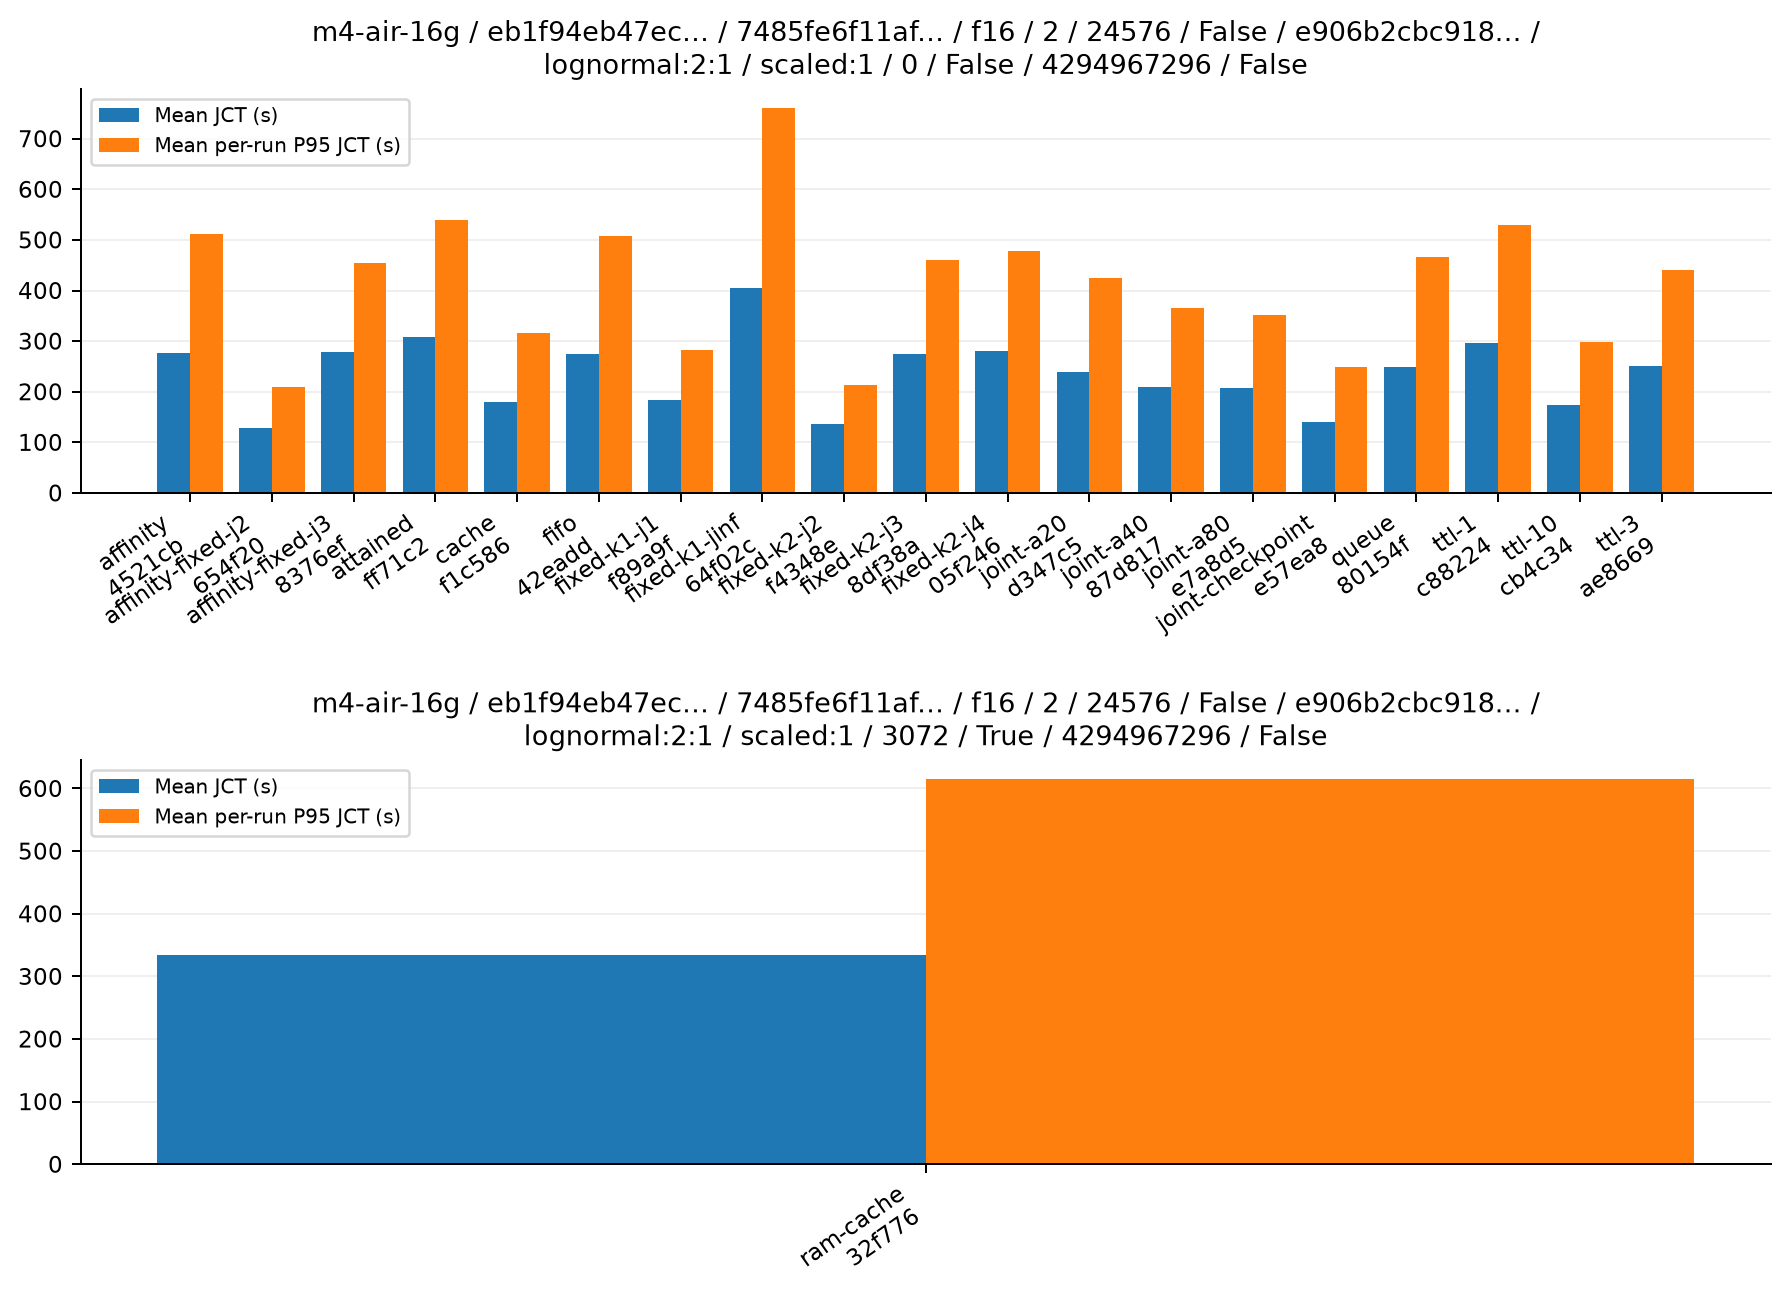 m4-air-16g / eb1f94eb47ec... / 7485fe6f11af... / f16 / 2 / 24576 / False / e906b2cbc918... /
lognormal:2:1 / scaled:1 / 0 / False / 4294967296 / False
Mean JCT (s)
Mean per-run P95 JCT (s)
700
600
500
400
300
200
100
0
affinity
4521cb
affinity-fixed-j2
654f20
affinity-fixed-j3
8376ef
attained
ff71c2
cache
f1c586
fifo
42eadd
fixed-k1-j1
f89a9f
fixed-k1-jinf
64f02c
fixed-k2-j2
f4348e
fixed-k2-j3
8df38a
fixed-k2-j4
05f246
joint-a20
d347c5
joint-a40
87d817
joint-a80
e7a8d5
joint-checkpoint
e57ea8
queue
80154f
ttl-1
c88224
ttl-10
cb4c34
ttl-3
ae8669
m4-air-16g / eb1f94eb47ec... / 7485fe6f11af... / f16 / 2 / 24576 / False / e906b2cbc918... /
lognormal:2:1 / scaled:1 / 3072 / True / 4294967296 / False
Mean JCT (s)
Mean per-run P95 JCT (s)
600
500
400
300
200
100
0
ram-cache
32f776